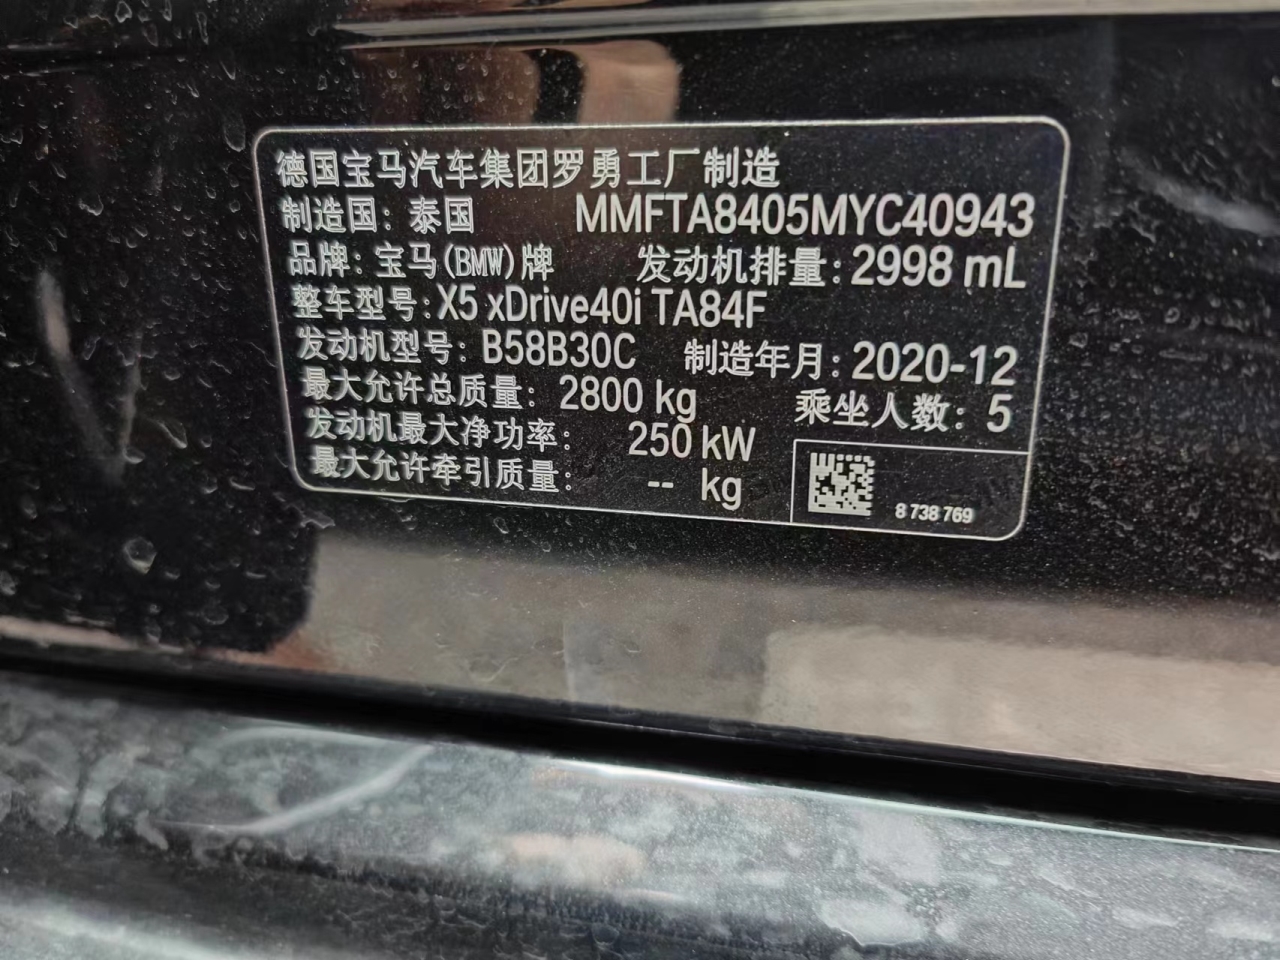 德国宝马汽车集团罗勇工厂制造
制造国：泰国 MMFTA8405MYC40943
品牌：宝马(BMW)牌 发动机排量：2998 mL
整车型号：X5 xDrive40i TA84F
发动机型号：B58B30C 制造年月：2020-12
最大允许总质量：2800 kg 乘坐人数：5
发动机最大净功率：250 kW
最大允许牵引质量：-- kg
8 738 769